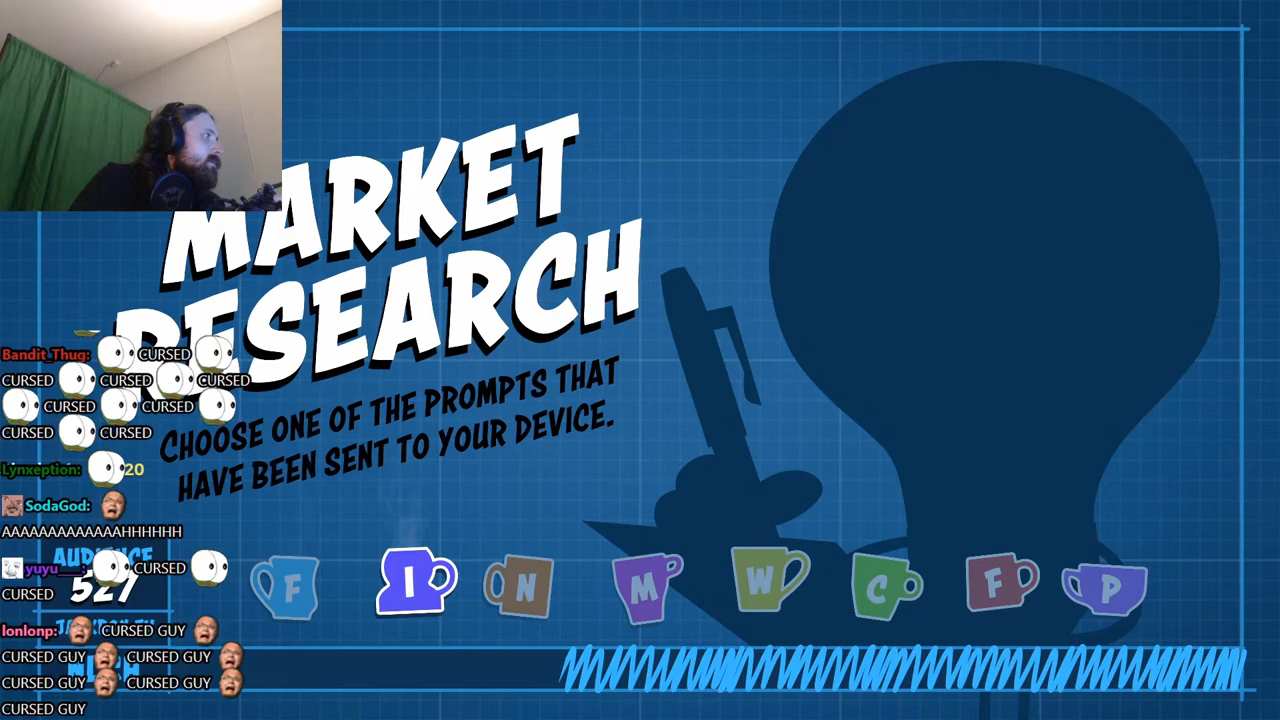 MARKET
RESEARCH
CHOOSE ONE OF THE PROMPTS THAT
HAVE BEEN SENT TO YOUR DEVICE.
Bandit_Thug: CURSED
CURSED CURSED CURSED
CURSED CURSED
CURSED CURSED
Lynxeption: 20
SodaGod:
AAAAAAAAAAAAAHHHHHH
AUDIENCE
527
yuyu___: CURSED
CURSED
lonlonp: CURSED GUY
CURSED GUY CURSED GUY
CURSED GUY CURSED GUY
CURSED GUY
F I N M W C F P